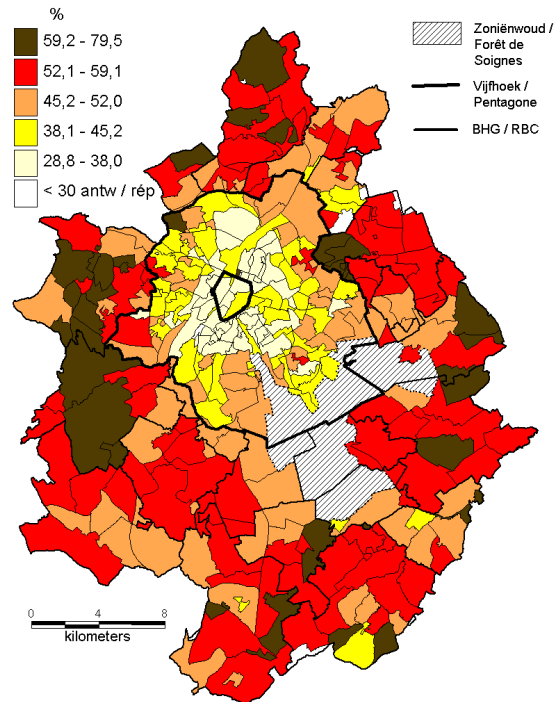 %
59,2 - 79,5
52,1 - 59,1
45,2 - 52,0
38,1 - 45,2
28,8 - 38,0
< 30 antw / rép
Zoniënwoud /
Forêt de
Soignes
Vijfhoek /
Pentagone
BHG / RBC
0 4 8
kilometers